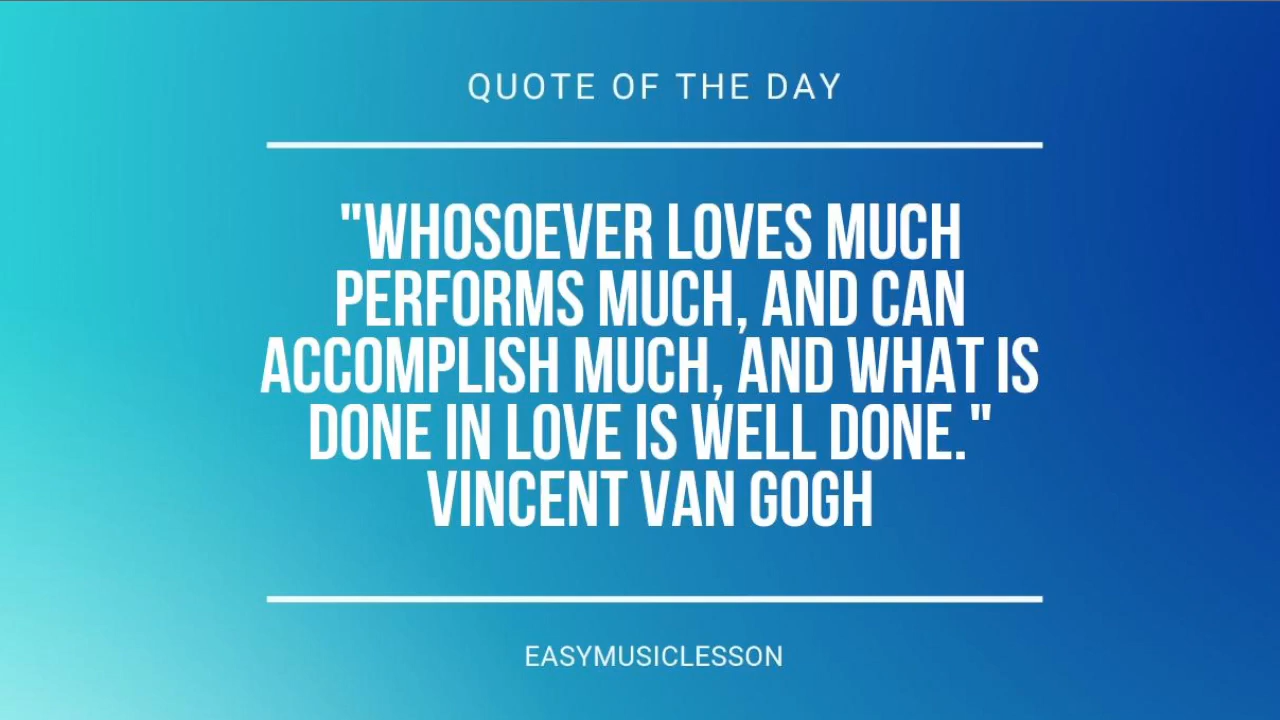 QUOTE OF THE DAY
"WHOSOEVER LOVES MUCH
PERFORMS MUCH, AND CAN
ACCOMPLISH MUCH, AND WHAT IS
DONE IN LOVE IS WELL DONE."
VINCENT VAN GOGH
EASYMUSICLESSON